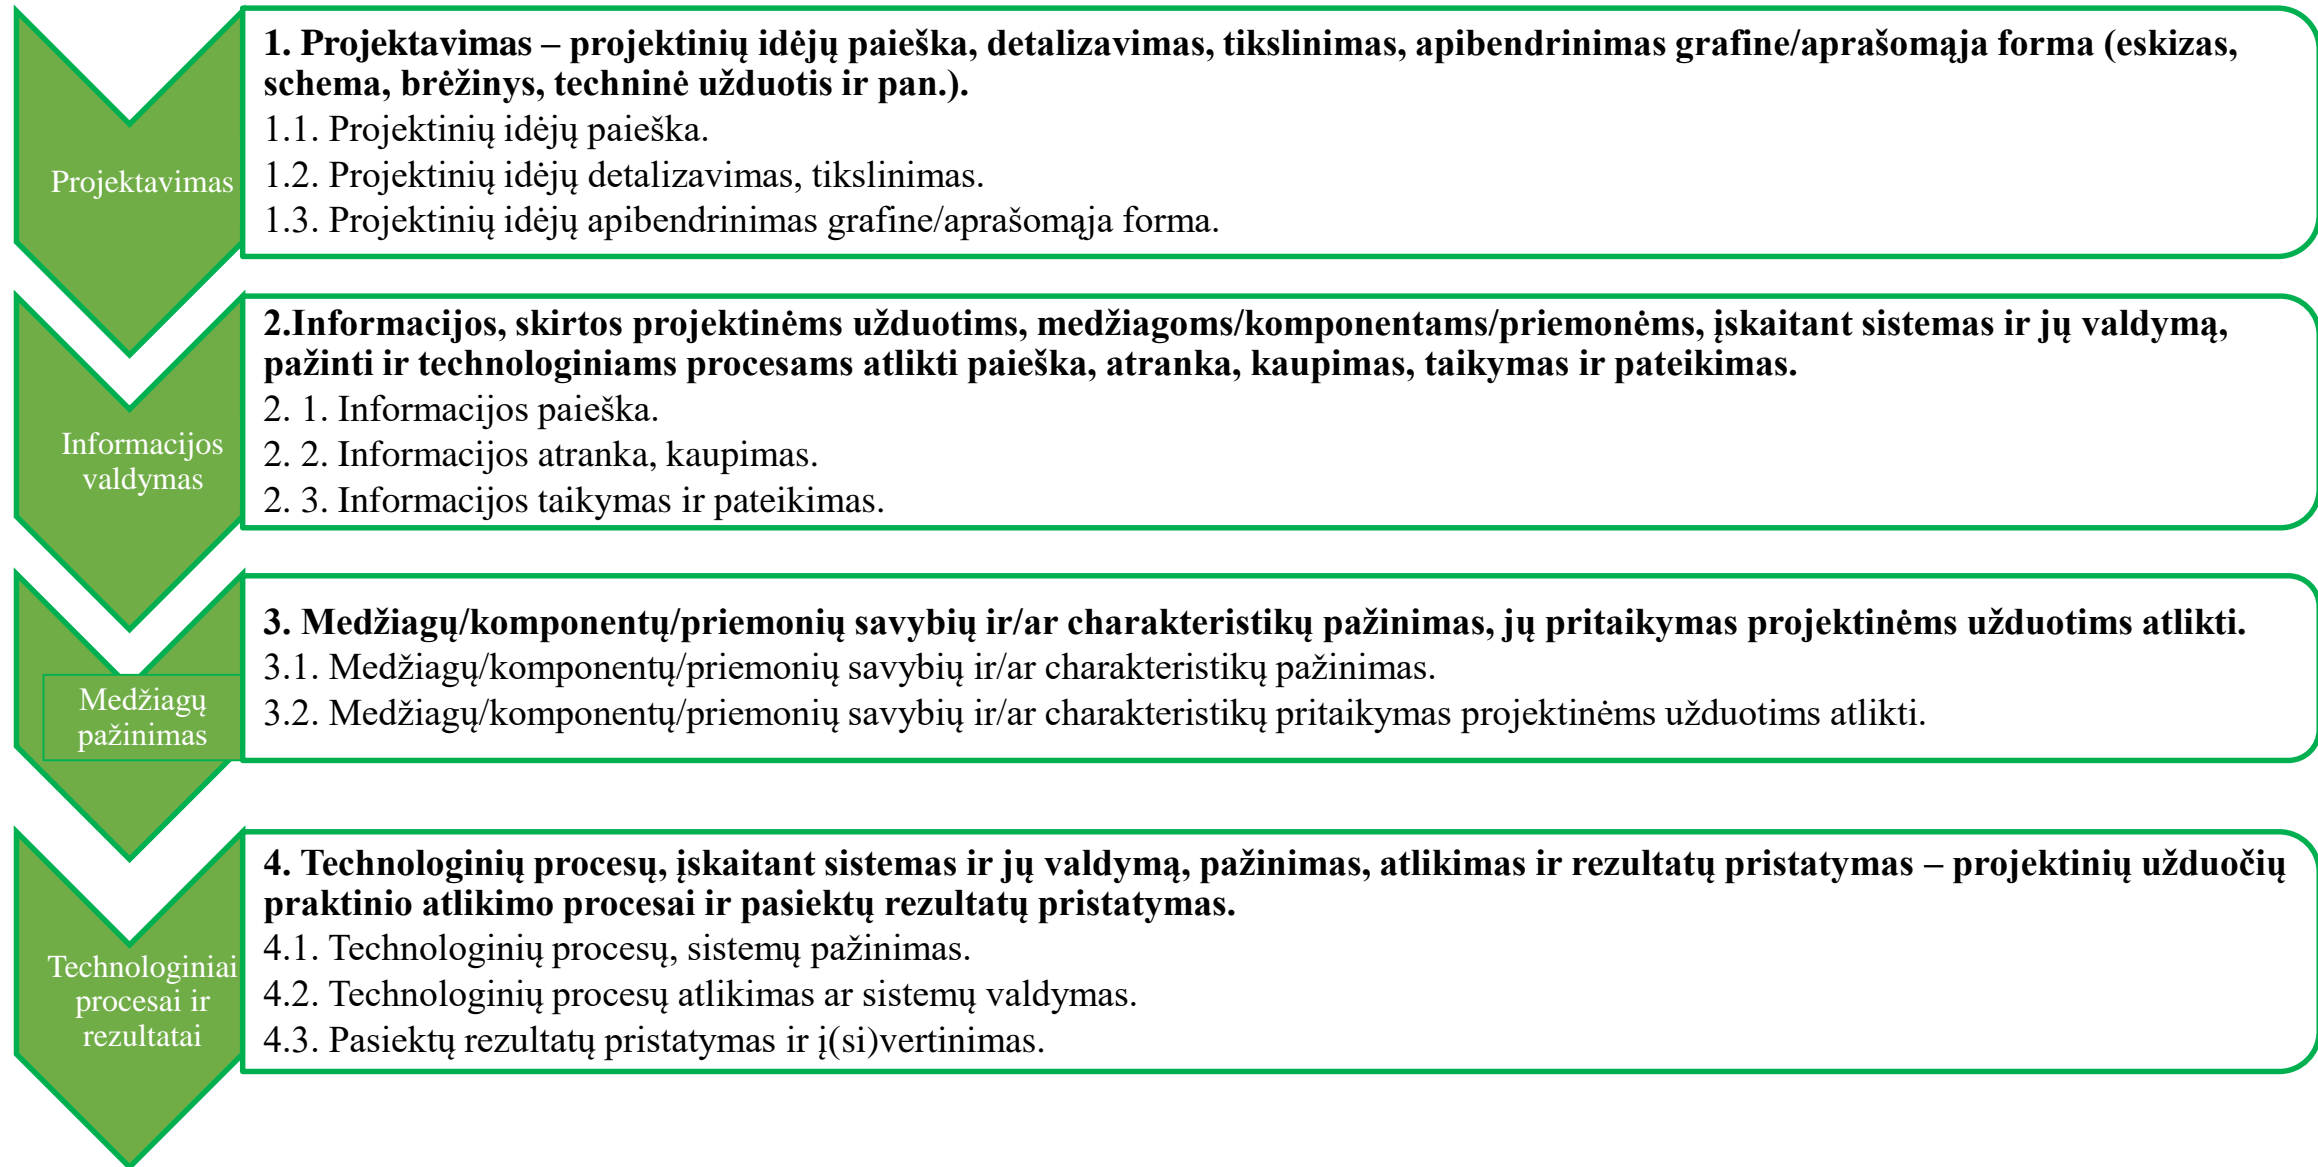 Projektavimas
1. Projektavimas – projektinių idėjų paieška, detalizavimas, tikslinimas, apibendrinimas grafine/aprašomąja forma (eskizas,
schema, brėžinys, techninė užduotis ir pan.).
1.1. Projektinių idėjų paieška.
1.2. Projektinių idėjų detalizavimas, tikslinimas.
1.3. Projektinių idėjų apibendrinimas grafine/aprašomąja forma.
Informacijos
valdymas
2.Informacijos, skirtos projektinėms užduotims, medžiagoms/komponentams/priemonėms, įskaitant sistemas ir jų valdymą,
pažinti ir technologiniams procesams atlikti paieška, atranka, kaupimas, taikymas ir pateikimas.
2. 1. Informacijos paieška.
2. 2. Informacijos atranka, kaupimas.
2. 3. Informacijos taikymas ir pateikimas.
Medžiagų
pažinimas
3. Medžiagų/komponentų/priemonių savybių ir/ar charakteristikų pažinimas, jų pritaikymas projektinėms užduotims atlikti.
3.1. Medžiagų/komponentų/priemonių savybių ir/ar charakteristikų pažinimas.
3.2. Medžiagų/komponentų/priemonių savybių ir/ar charakteristikų pritaikymas projektinėms užduotims atlikti.
Technologiniai
procesai ir
rezultatai
4. Technologinių procesų, įskaitant sistemas ir jų valdymą, pažinimas, atlikimas ir rezultatų pristatymas – projektinių užduočių
praktinio atlikimo procesai ir pasiektų rezultatų pristatymas.
4.1. Technologinių procesų, sistemų pažinimas.
4.2. Technologinių procesų atlikimas ar sistemų valdymas.
4.3. Pasiektų rezultatų pristatymas ir į(si)vertinimas.